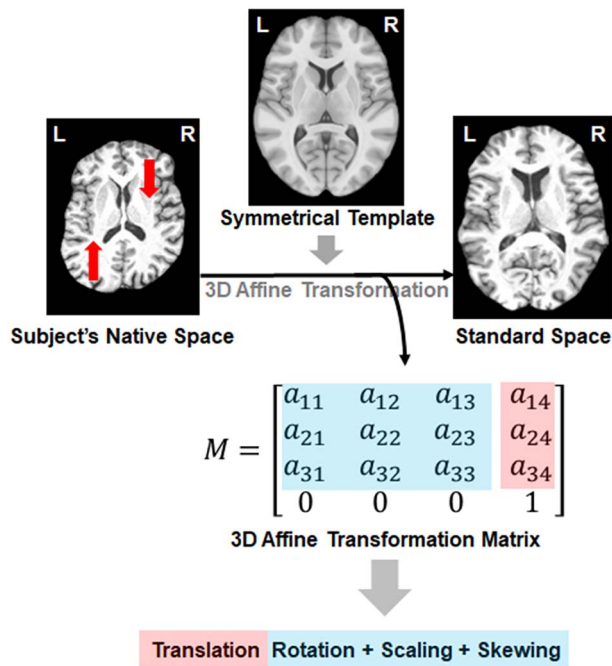 L R
L R
L R
Symmetrical Template
3D Affine Transformation
Subject's Native Space
Standard Space
M = [
a11 a12 a13 a14
a21 a22 a23 a24
a31 a32 a33 a34
0 0 0 1
]
3D Affine Transformation Matrix
Translation Rotation + Scaling + Skewing